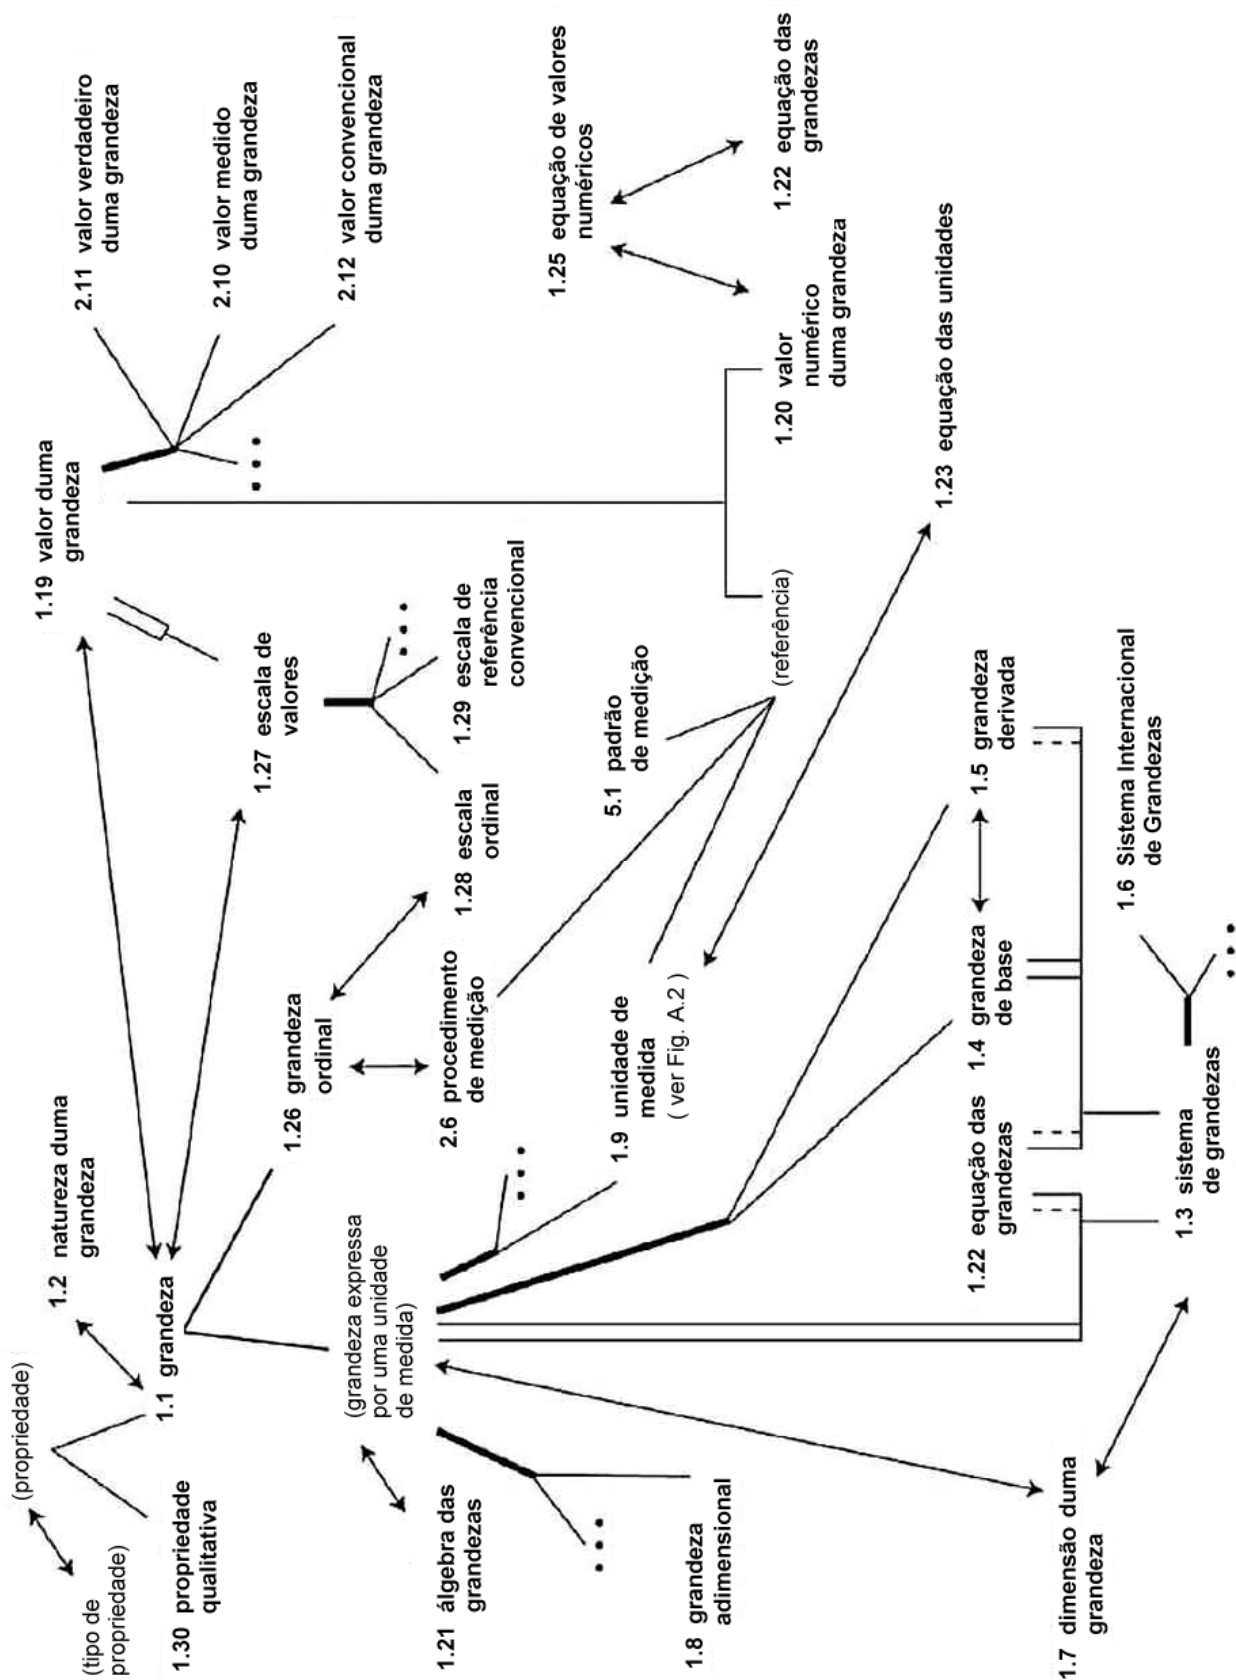 (propriedade)
(tipo de
propriedade)
1.30 propriedade
qualitativa
1.1 grandeza
1.2 natureza duma
grandeza
1.19 valor duma
grandeza
2.11 valor verdadeiro
duma grandeza
2.10 valor medido
duma grandeza
2.12 valor convencional
duma grandeza
• • •
1.27 escala de
valores
1.26 grandeza
ordinal
(grandeza expressa
por uma unidade
de medida)
1.21 álgebra das
grandezas
2.6 procedimento
de medição
1.28 escala
ordinal
1.29 escala de
referência
convencional
• • •
1.25 equação de valores
numéricos
• • •
• • •
1.8 grandeza
adimensional
1.9 unidade de
medida
( ver Fig. A.2 )
5.1 padrão
de medição
(referência)
1.20 valor
numérico
duma grandeza
1.22 equação das
grandezas
1.23 equação das unidades
1.22 equação das
grandezas
1.4 grandeza
de base
1.5 grandeza
derivada
1.7 dimensão duma
grandeza
1.3 sistema
de grandezas
1.6 Sistema Internacional
de Grandezas
• • •